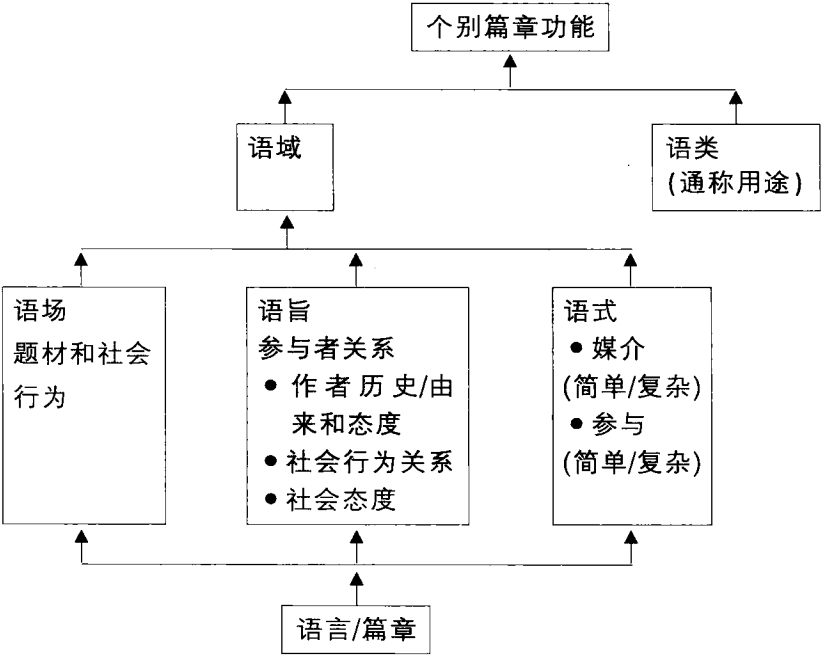 个别篇章功能
语域
语类
(通称用途)
语场
题材和社会
行为
语旨
参与者关系
● 作者历史/由
来和态度
● 社会行为关系
● 社会态度
语式
● 媒介
(简单/复杂)
● 参与
(简单/复杂)
语言/篇章